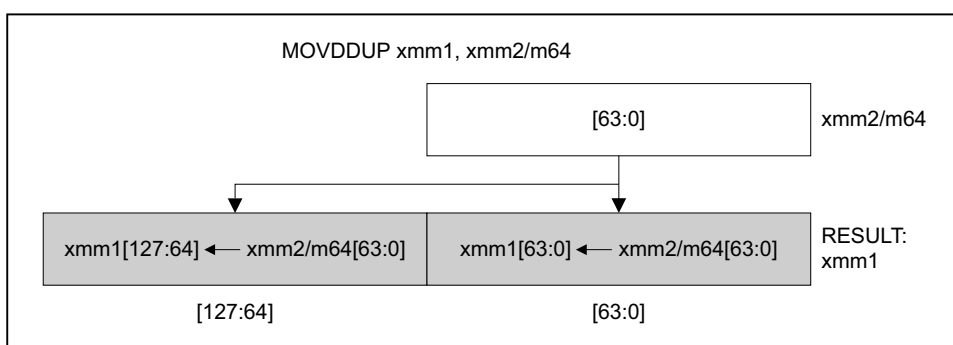 MOVDDUP xmm1, xmm2/m64
[63:0]
xmm2/m64
xmm1[127:64] ← xmm2/m64[63:0]
xmm1[63:0] ← xmm2/m64[63:0]
RESULT:
xmm1
[127:64]
[63:0]